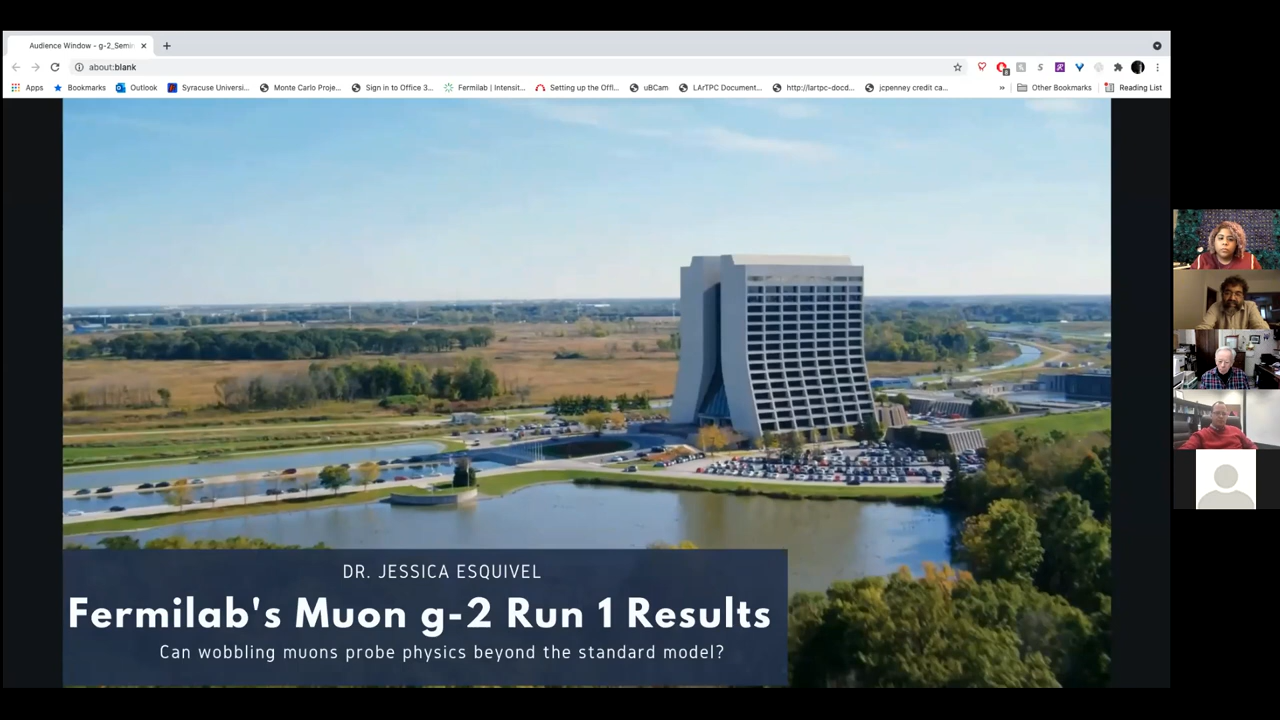 Audience Window - g-2_Semin
about:blank
Apps Bookmarks Outlook Syracuse Universi... Monte Carlo Proje... Sign in to Office 3... Fermilab | Intensit... Setting up the Offl... uBCam LArTPC Document... http://lartpc-docd... jcpenney credit ca... » Other Bookmarks Reading List
DR. JESSICA ESQUIVEL
Fermilab's Muon g-2 Run 1 Results
Can wobbling muons probe physics beyond the standard model?